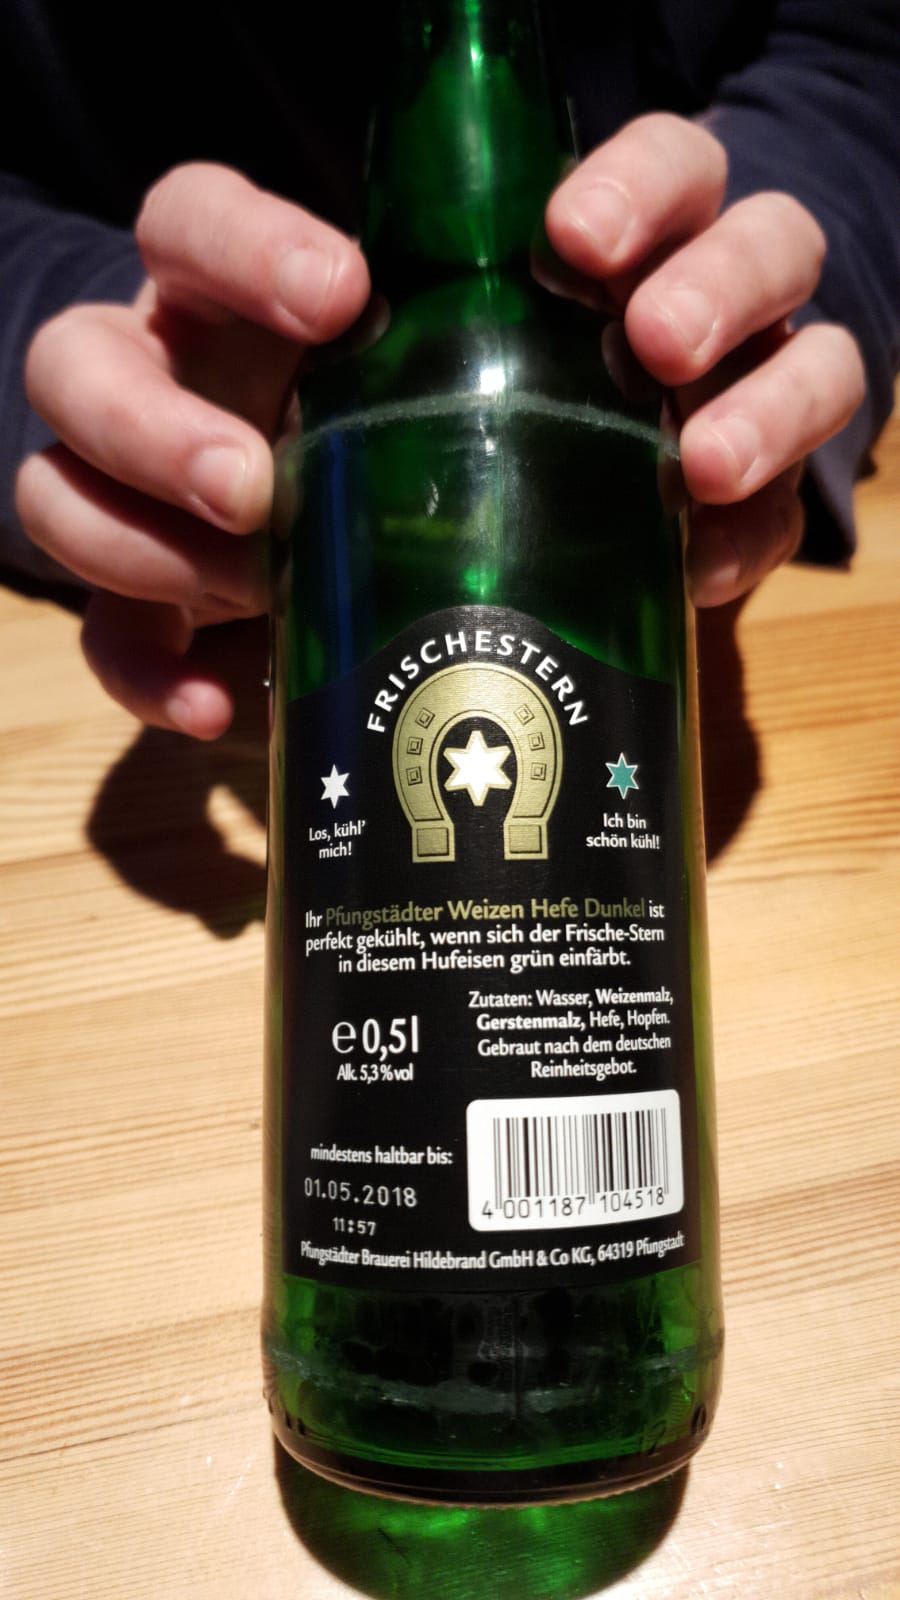 FRISCHESTERN
Los, kühl'
mich!
Ich bin
schön kühl!
Ihr Pfungstädter Weizen Hefe Dunkel ist
perfekt gekühlt, wenn sich der Frische-Stern
in diesem Hufeisen grün einfärbt.
Zutaten: Wasser, Weizenmalz,
Gerstenmalz, Hefe, Hopfen.
Gebraut nach dem deutschen
Reinheitsgebot.
e 0,5l
Alk. 5,3%vol
mindestens haltbar bis:
01.05.2018
11:57
4 001187 104518
Pfungstädter Brauerei Hildebrand GmbH & Co KG, 64319 Pfungstadt